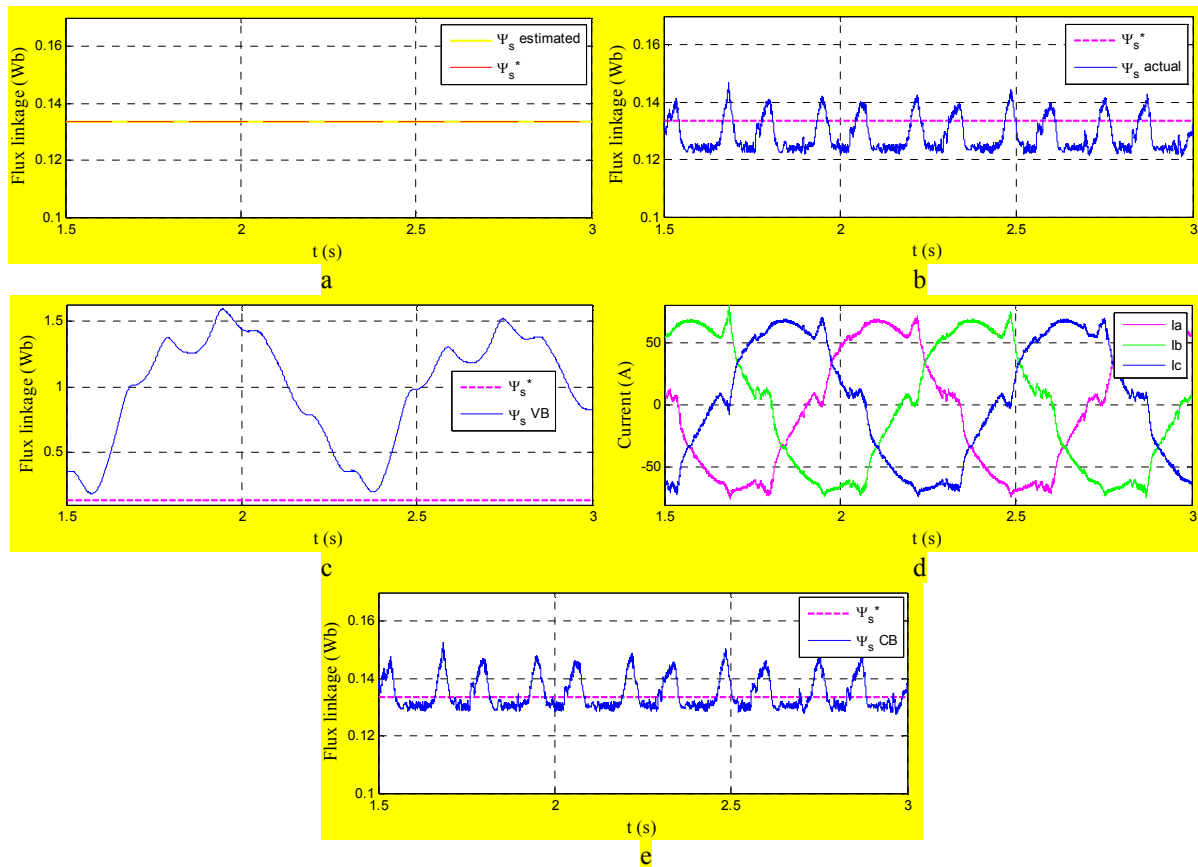 0.16
0.14
0.12
0.1
Flux linkage (Wb)
Ψs estimated
Ψs*
1.5 2 2.5 3
t (s)
a
0.16
0.14
0.12
0.1
Flux linkage (Wb)
Ψs*
Ψs actual
1.5 2 2.5 3
t (s)
b
1.5
1
0.5
Flux linkage (Wb)
Ψs*
Ψs VB
1.5 2 2.5 3
t (s)
c
50
0
-50
Current (A)
Ia
Ib
Ic
1.5 2 2.5 3
t (s)
d
0.16
0.14
0.12
0.1
Flux linkage (Wb)
Ψs*
Ψs CB
1.5 2 2.5 3
t (s)
e